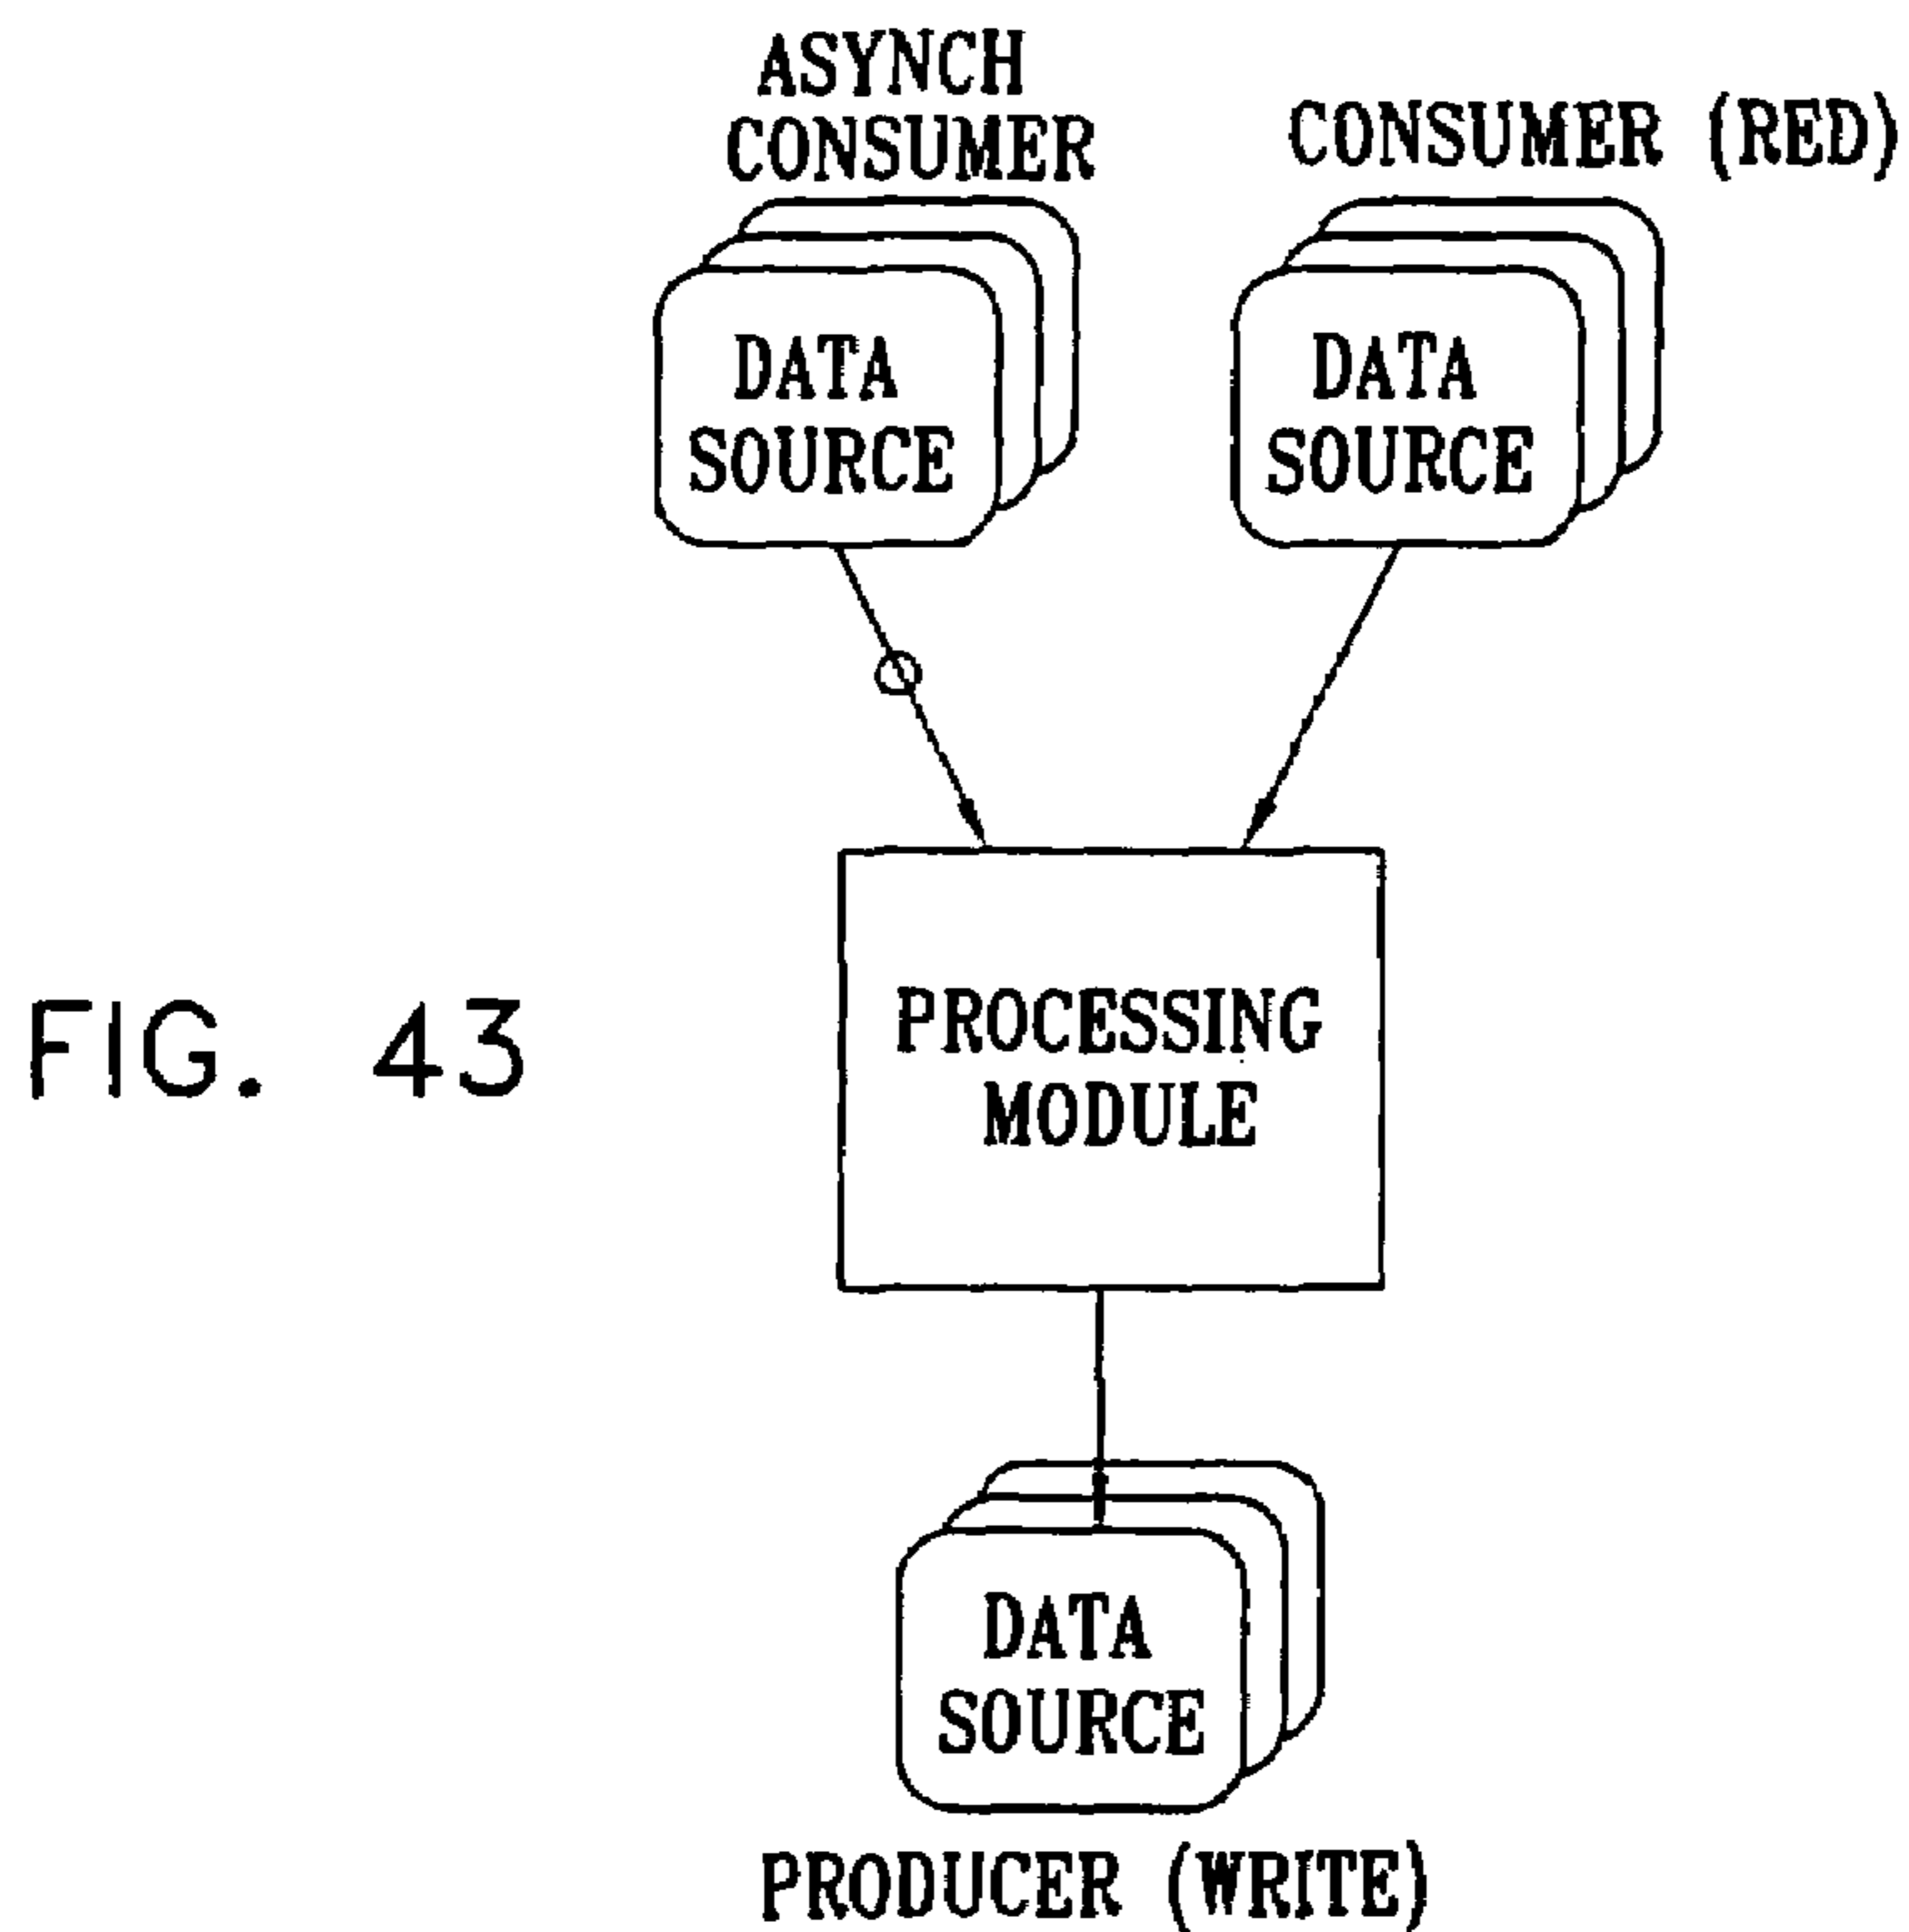 ASYNCH
CONSUMER
CONSUMER (RED)
DATA
SOURCE
DATA
SOURCE
PROCESSING
MODULE
FIG. 43
DATA
SOURCE
PRODUCER (WRITE)